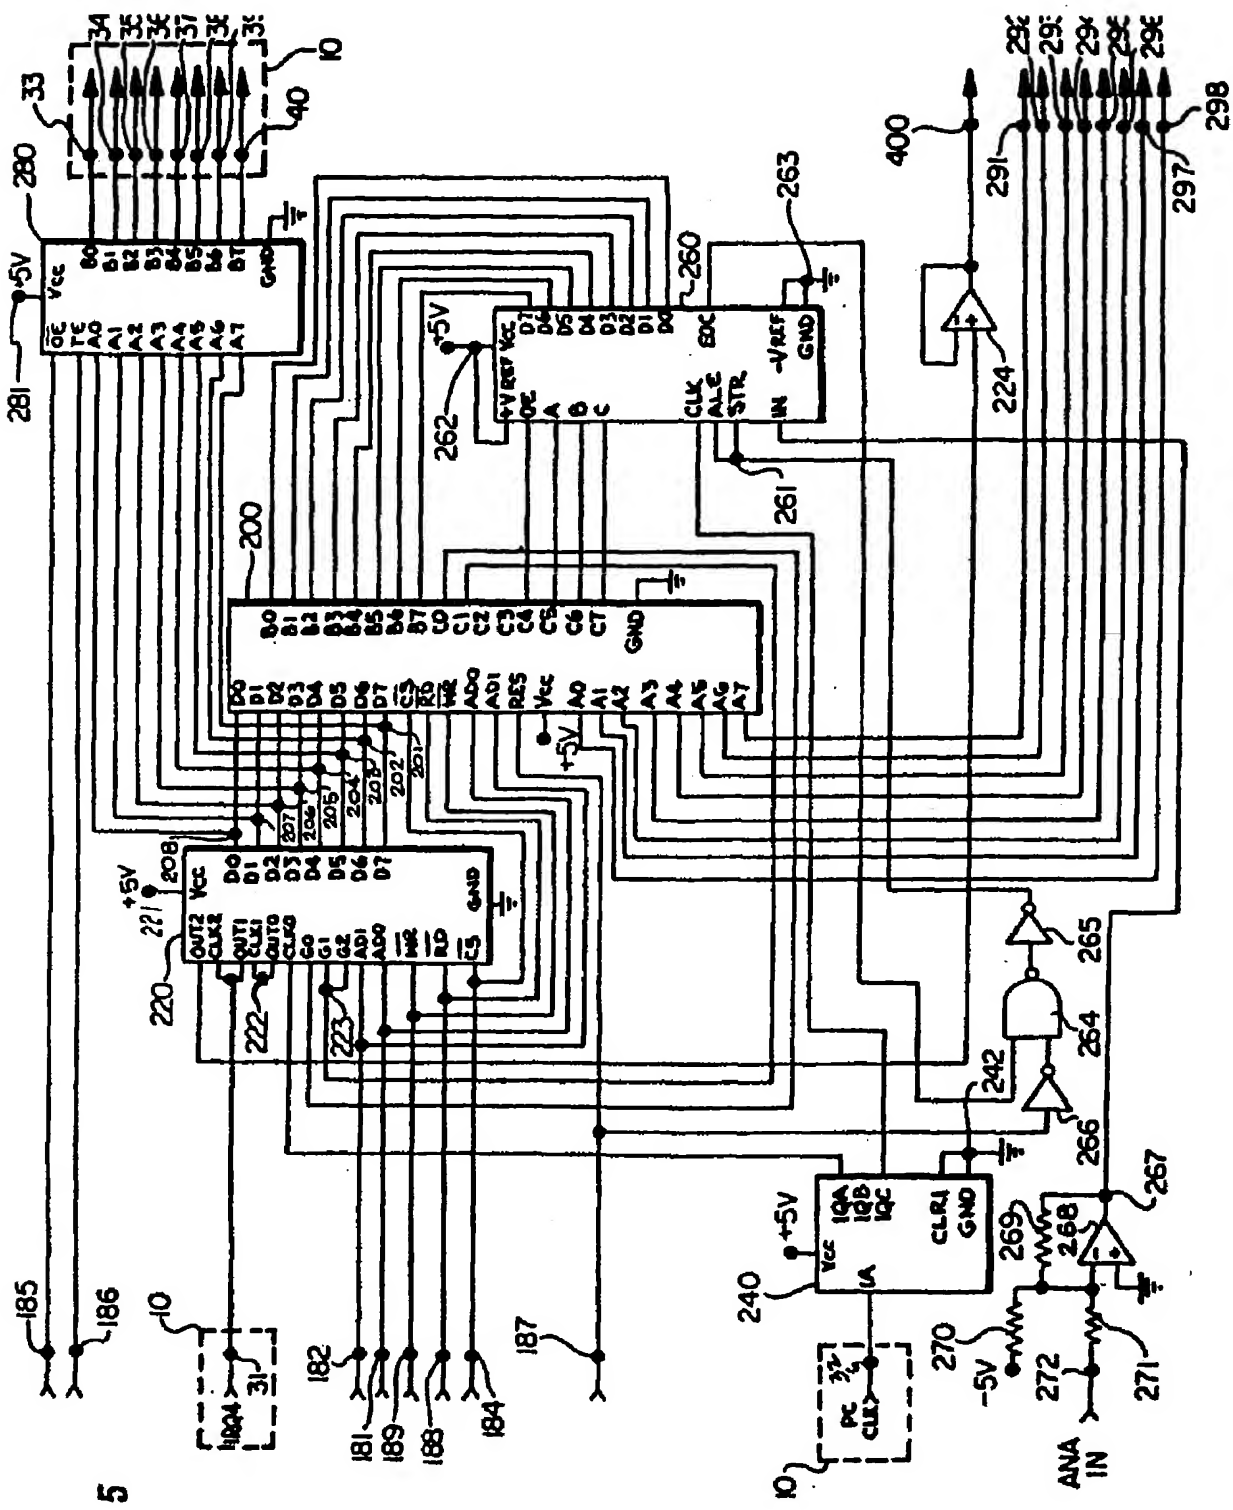 5
185
186
10
IRQ4
31
182
181
189
188
184
187
10
PC
CLK
32
ANA
IN
272
-5V
270
271
269
268
267
240
+5V
Vcc
1A
1QA
1QB
1QC
CLR1
GND
242
266
264
265
220
221
+5V
Vcc
OUT2
CLK2
OUT1
CLK1
OUT0
CLK0
G0
G1
G2
AD1
AD0
WR
RD
CS
222
223
D0
D1
D2
D3
D4
D5
D6
D7
GND
208
207
206
205
204
203
202
201
200
D0
D1
D2
D3
D4
D5
D6
D7
CS
RD
WR
AD0
AD1
RES
Vcc
+5V
A0
A1
A2
A3
A4
A5
A6
A7
B0
B1
B2
B3
B4
B5
B6
B7
C0
C1
C2
C3
C4
C5
C6
C7
GND
262
+5V
+VREF
Vcc
OE
A
B
C
CLK
ALE
STR
IN
261
D7
D6
D5
D4
D3
D2
D1
D0
EOC
-VREF
GND
260
263
281
+5V
280
Vcc
OE
TE
A0
A1
A2
A3
A4
A5
A6
A7
B0
B1
B2
B3
B4
B5
B6
B7
GND
33
34
35
36
37
10
40
224
-
+
400
291
297
298